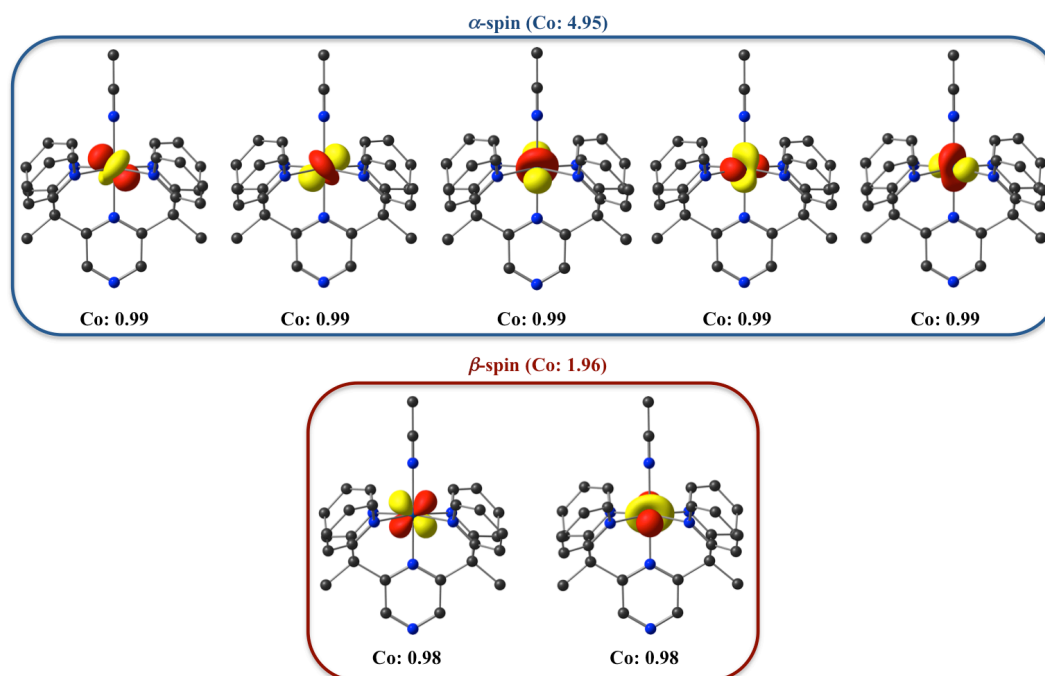 α-spin (Co: 4.95)
Co: 0.99 Co: 0.99 Co: 0.99 Co: 0.99 Co: 0.99
β-spin (Co: 1.96)
Co: 0.98 Co: 0.98